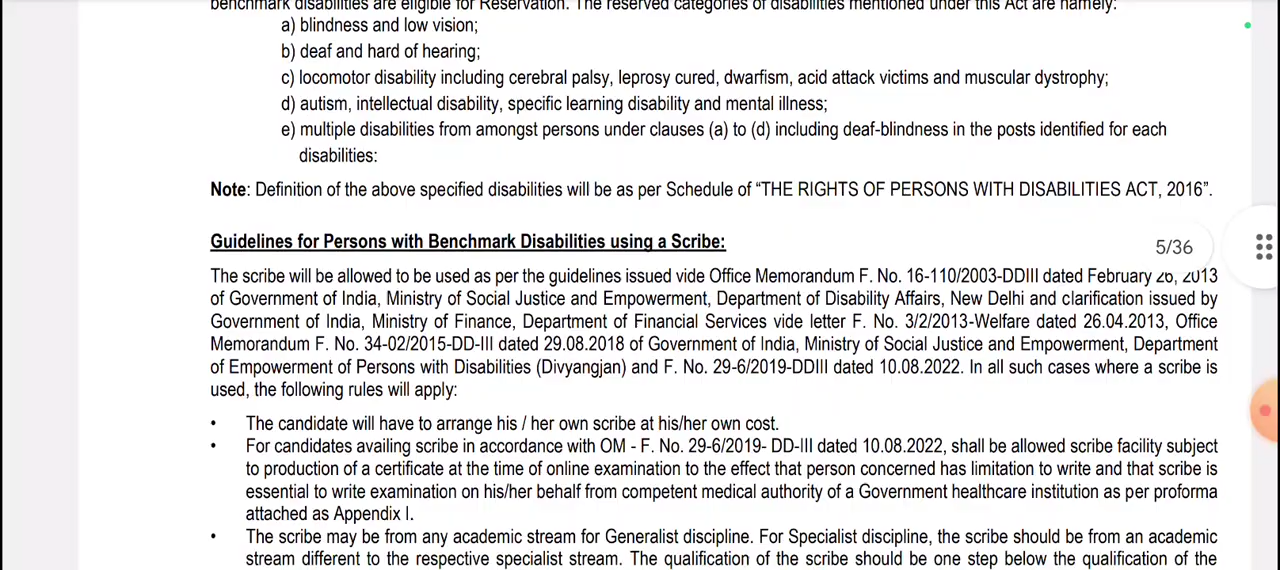 benchmark disabilities are eligible for Reservation. The reserved categories of disabilities mentioned under this Act are namely:
a) blindness and low vision;
b) deaf and hard of hearing;
c) locomotor disability including cerebral palsy, leprosy cured, dwarfism, acid attack victims and muscular dystrophy;
d) autism, intellectual disability, specific learning disability and mental illness;
e) multiple disabilities from amongst persons under clauses (a) to (d) including deaf-blindness in the posts identified for each
disabilities:
Note: Definition of the above specified disabilities will be as per Schedule of “THE RIGHTS OF PERSONS WITH DISABILITIES ACT, 2016”.
Guidelines for Persons with Benchmark Disabilities using a Scribe:
5/36
The scribe will be allowed to be used as per the guidelines issued vide Office Memorandum F. No. 16-110/2003-DDIII dated February 26, 2013
of Government of India, Ministry of Social Justice and Empowerment, Department of Disability Affairs, New Delhi and clarification issued by
Government of India, Ministry of Finance, Department of Financial Services vide letter F. No. 3/2/2013-Welfare dated 26.04.2013, Office
Memorandum F. No. 34-02/2015-DD-III dated 29.08.2018 of Government of India, Ministry of Social Justice and Empowerment, Department
of Empowerment of Persons with Disabilities (Divyangjan) and F. No. 29-6/2019-DDIII dated 10.08.2022. In all such cases where a scribe is
used, the following rules will apply:
• The candidate will have to arrange his / her own scribe at his/her own cost.
• For candidates availing scribe in accordance with OM - F. No. 29-6/2019- DD-III dated 10.08.2022, shall be allowed scribe facility subject
to production of a certificate at the time of online examination to the effect that person concerned has limitation to write and that scribe is
essential to write examination on his/her behalf from competent medical authority of a Government healthcare institution as per proforma
attached as Appendix I.
• The scribe may be from any academic stream for Generalist discipline. For Specialist discipline, the scribe should be from an academic
stream different to the respective specialist stream. The qualification of the scribe should be one step below the qualification of the